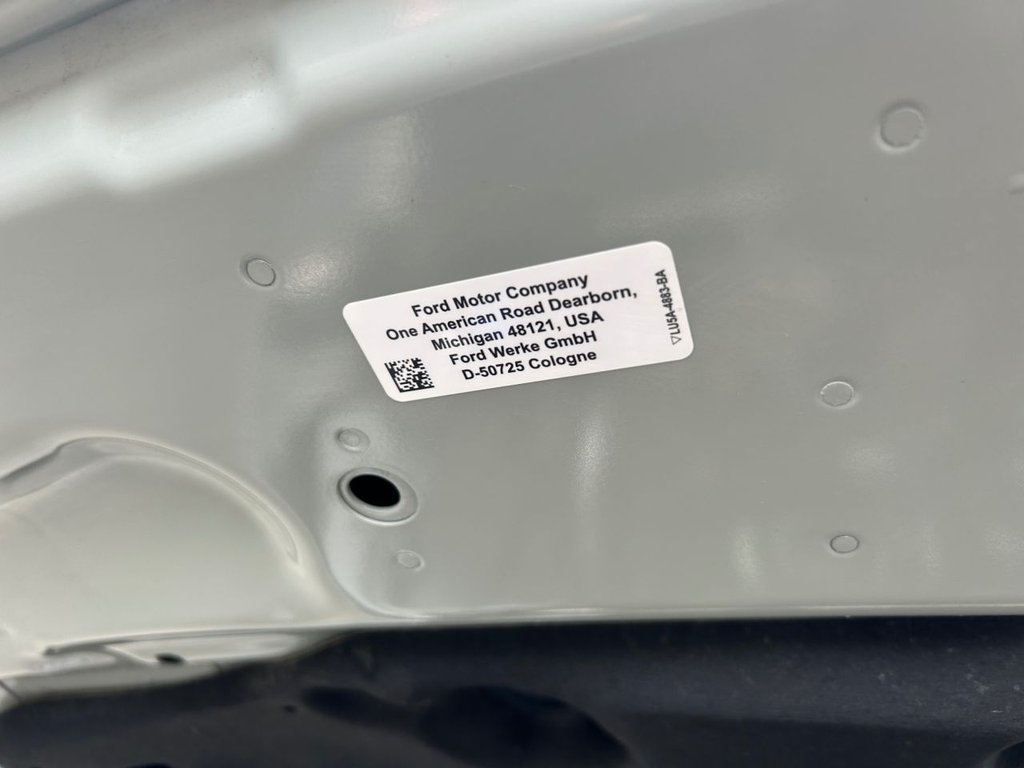 Ford Motor Company
One American Road Dearborn,
Michigan 48121, USA
Ford Werke GmbH
D-50725 Cologne
▽LU5A-4883-BA